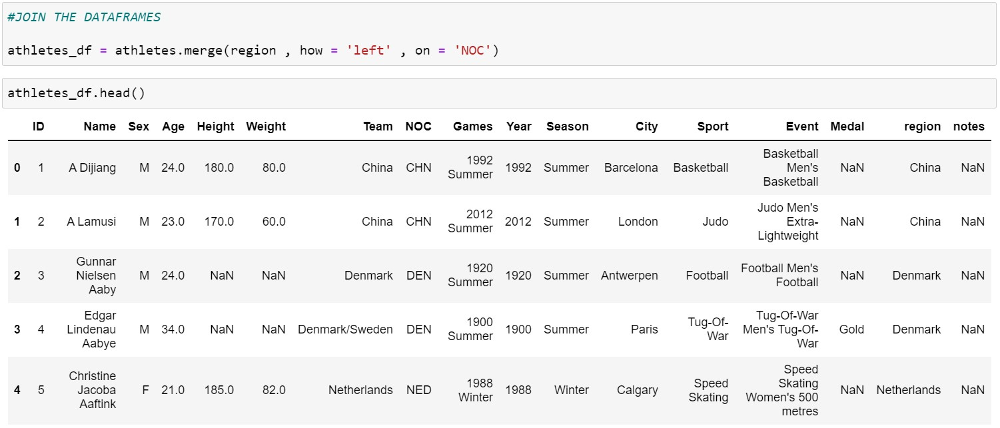 #JOIN THE DATAFRAMES
athletes_df = athletes.merge(region , how = 'left' , on = 'NOC')
athletes_df.head()
ID Name Sex Age Height Weight Team NOC Games Year Season City Sport Event Medal region notes
0 1 A Dijiang M 24.0 180.0 80.0 China CHN 1992 Summer 1992 Summer Barcelona Basketball Basketball Men's Basketball NaN China NaN
1 2 A Lamusi M 23.0 170.0 60.0 China CHN 2012 Summer 2012 Summer London Judo Judo Men's Extra-Lightweight NaN China NaN
2 3 Gunnar Nielsen Aaby M 24.0 NaN NaN Denmark DEN 1920 Summer 1920 Summer Antwerpen Football Football Men's Football NaN Denmark NaN
3 4 Edgar Lindenau Aabye M 34.0 NaN NaN Denmark/Sweden DEN 1900 Summer 1900 Summer Paris Tug-Of-War Tug-Of-War Men's Tug-Of-War Gold Denmark NaN
4 5 Christine Jacoba Aaftink F 21.0 185.0 82.0 Netherlands NED 1988 Winter 1988 Winter Calgary Speed Skating Speed Skating Women's 500 metres NaN Netherlands NaN